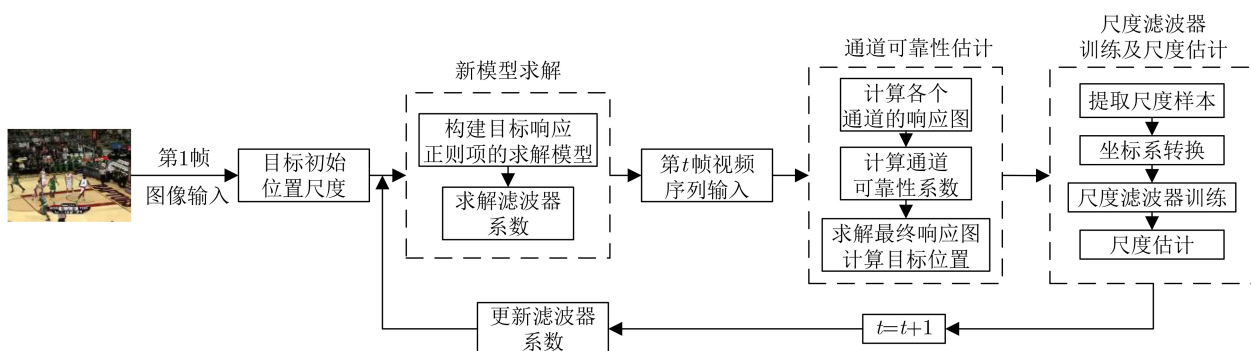 第1帧
图像输入
目标初始
位置尺度
新模型求解
构建目标响应
正则项的求解模型
求解滤波器
系数
第t帧视频
序列输入
通道可靠性估计
计算各个
通道的响应图
计算通道
可靠性系数
求解最终响应图
计算目标位置
尺度滤波器
训练及尺度估计
提取尺度样本
坐标系转换
尺度滤波器训练
尺度估计
t=t+1
更新滤波器
系数